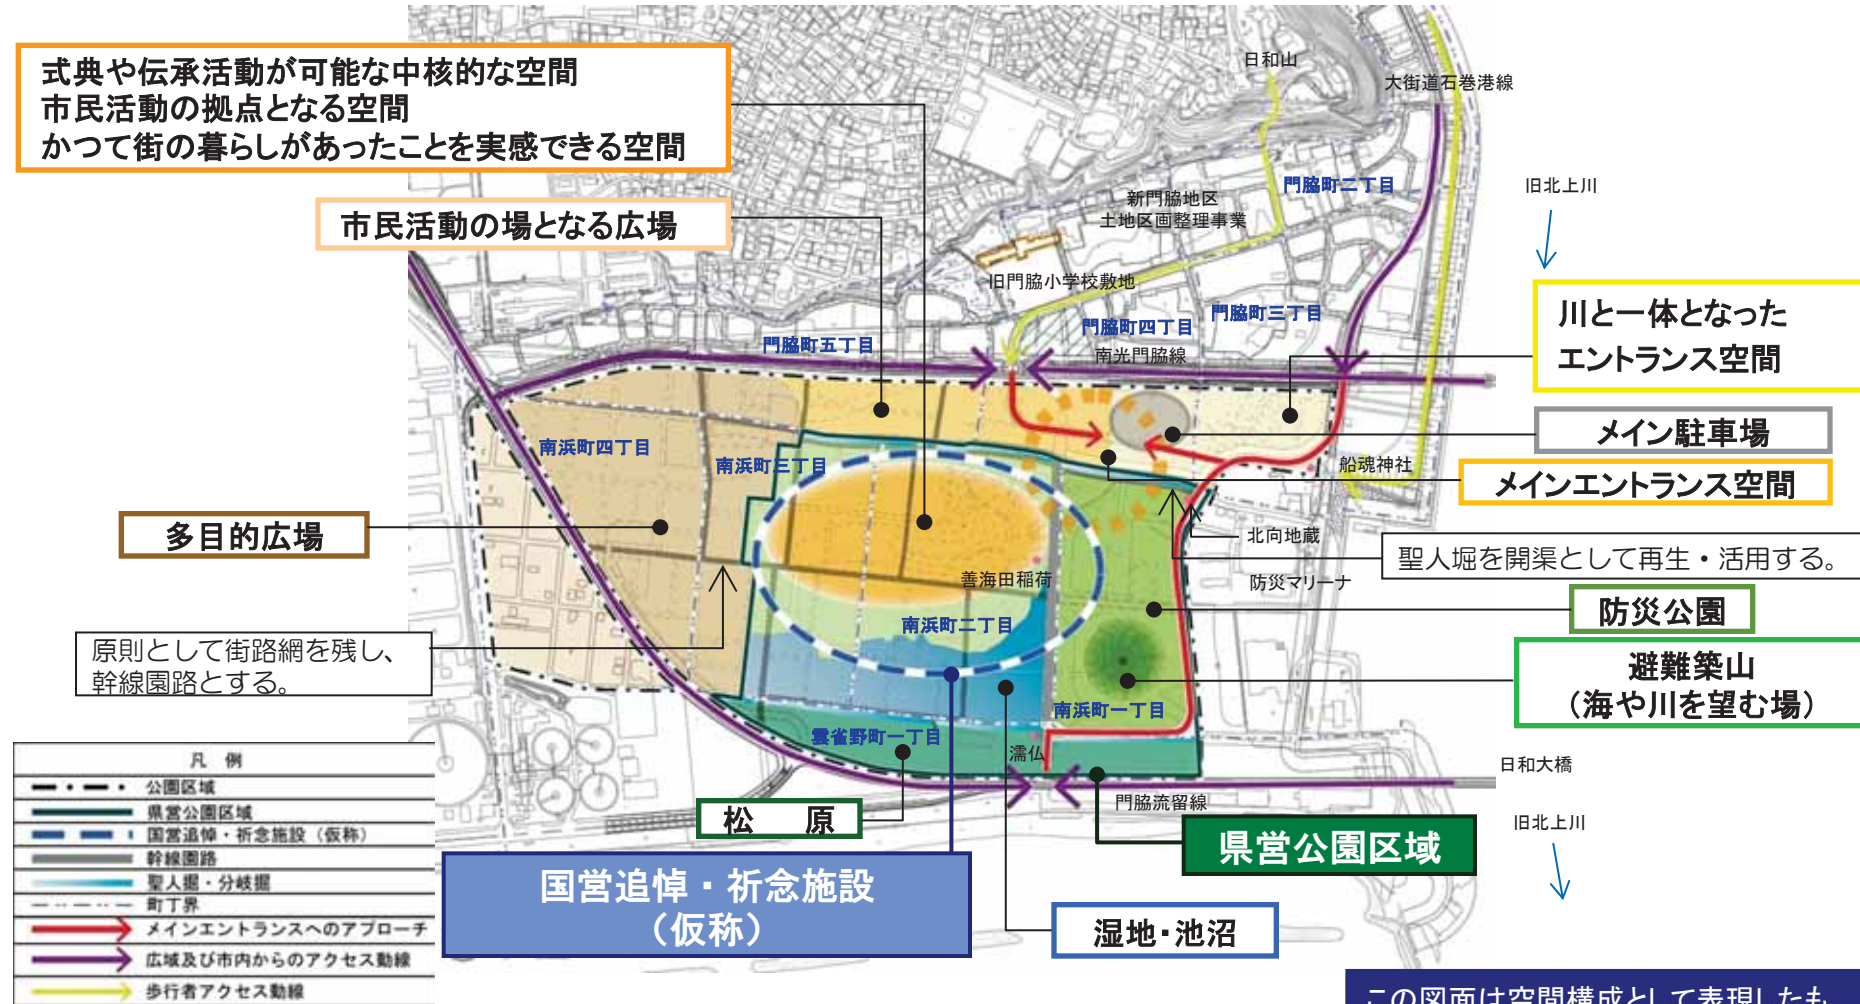 式典や伝承活動が可能な中核的な空間
市民活動の拠点となる空間
かつて街の暮らしがあったことを実感できる空間
市民活動の場となる広場
日和山
大街道石巻港線
門脇町二丁目
旧北上川
新門脇地区
土地区画整理事業
旧門脇小学校敷地
門脇町三丁目
門脇町四丁目
門脇町五丁目
南光門脇線
川と一体となった
エントランス空間
メイン駐車場
南浜町四丁目
南浜町三丁目
船魂神社
メインエントランス空間
多目的広場
北向地蔵
聖人堀を開渠として再生・活用する。
善海田稲荷
防災マリーナ
防災公園
南浜町二丁目
原則として街路網を残し、
幹線園路とする。
避難築山
(海や川を望む場)
南浜町一丁目
雲雀野町一丁目
濡仏
日和大橋
門脇流留線
松 原
旧北上川
県営公園区域
国営追悼・祈念施設
(仮称)
湿地・池沼
凡 例
公園区域
県営公園区域
国営追悼・祈念施設(仮称)
幹線園路
聖人堀・分岐掘
町丁界
メインエントランスへのアプローチ
広域及び市内からのアクセス動線
歩行者アクセス動線
この図面は空間構成として表現したも